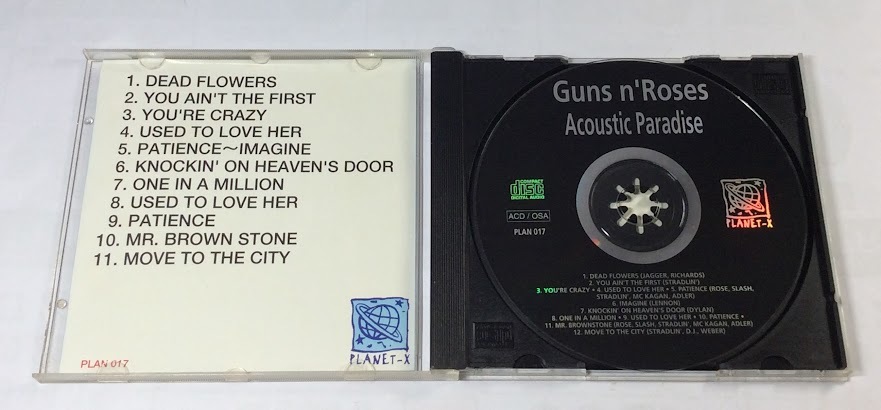 1. DEAD FLOWERS
2. YOU AIN'T THE FIRST
3. YOU'RE CRAZY
4. USED TO LOVE HER
5. PATIENCE～IMAGINE
6. KNOCKIN' ON HEAVEN'S DOOR
7. ONE IN A MILLION
8. USED TO LOVE HER
9. PATIENCE
10. MR. BROWN STONE
11. MOVE TO THE CITY
PLANET-X
PLAN 017
Guns n'Roses
Acoustic Paradise
COMPACT
disc
DIGITAL AUDIO
ACD / OSA
PLAN 017
PLANET-X
1. DEAD FLOWERS (JAGGER, RICHARDS)
2. YOU AIN'T THE FIRST (STRADLIN')
3. YOU'RE CRAZY • 4. USED TO LOVE HER • 5. PATIENCE (ROSE, SLASH,
STRADLIN', MC KAGAN, ADLER)
6. IMAGINE (LENNON)
7. KNOCKIN' ON HEAVEN'S DOOR (DYLAN)
8. ONE IN A MILLION • 9. USED TO LOVE HER • 10. PATIENCE •
11. MR. BROWNSTONE (ROSE, SLASH, STRADLIN', MC KAGAN, ADLER)
12. MOVE TO THE CITY (STRADLIN', D.J., WEBER)